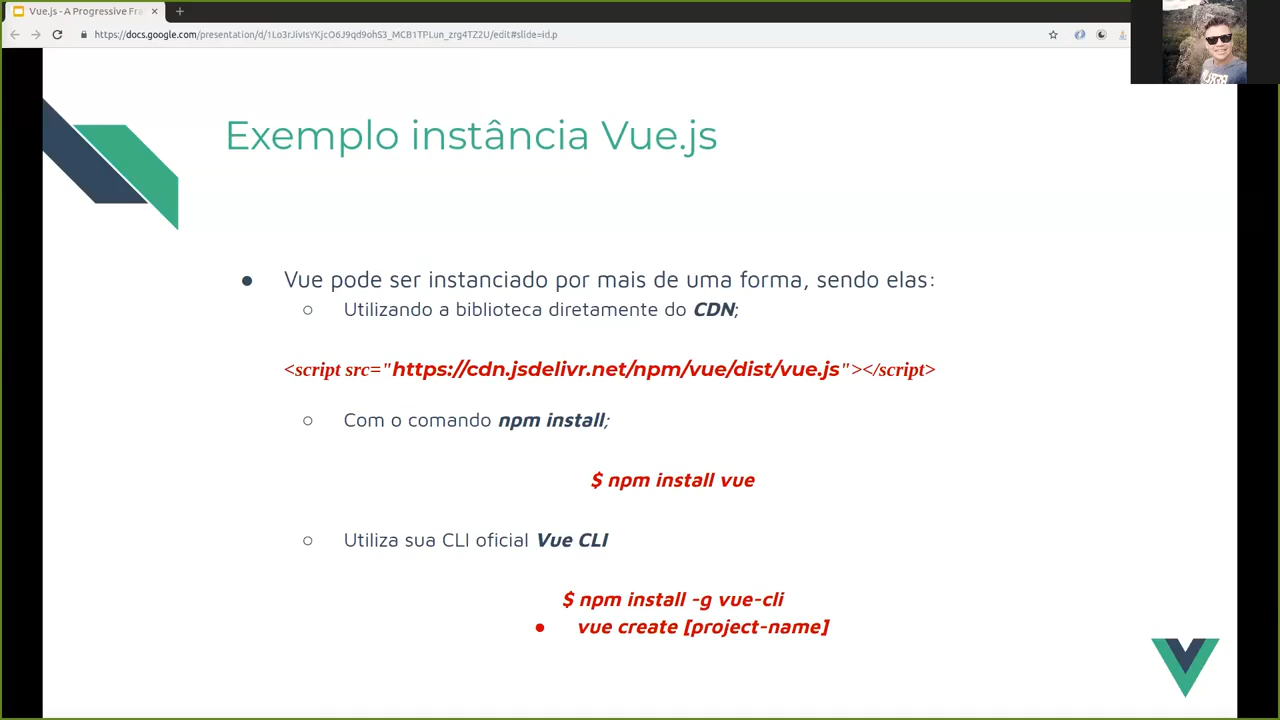 Vue.js - A Progressive Fra
https://docs.google.com/presentation/d/1Lo3rJivIsYKjcO6J9qd9ohS3_MCB1TPLun_zrg4TZ2U/edit#slide=id.p
Exemplo instância Vue.js
● Vue pode ser instanciado por mais de uma forma, sendo elas:
○ Utilizando a biblioteca diretamente do CDN;
<script src="https://cdn.jsdelivr.net/npm/vue/dist/vue.js"></script>
○ Com o comando npm install;
$ npm install vue
○ Utiliza sua CLI oficial Vue CLI
$ npm install -g vue-cli
● vue create [project-name]